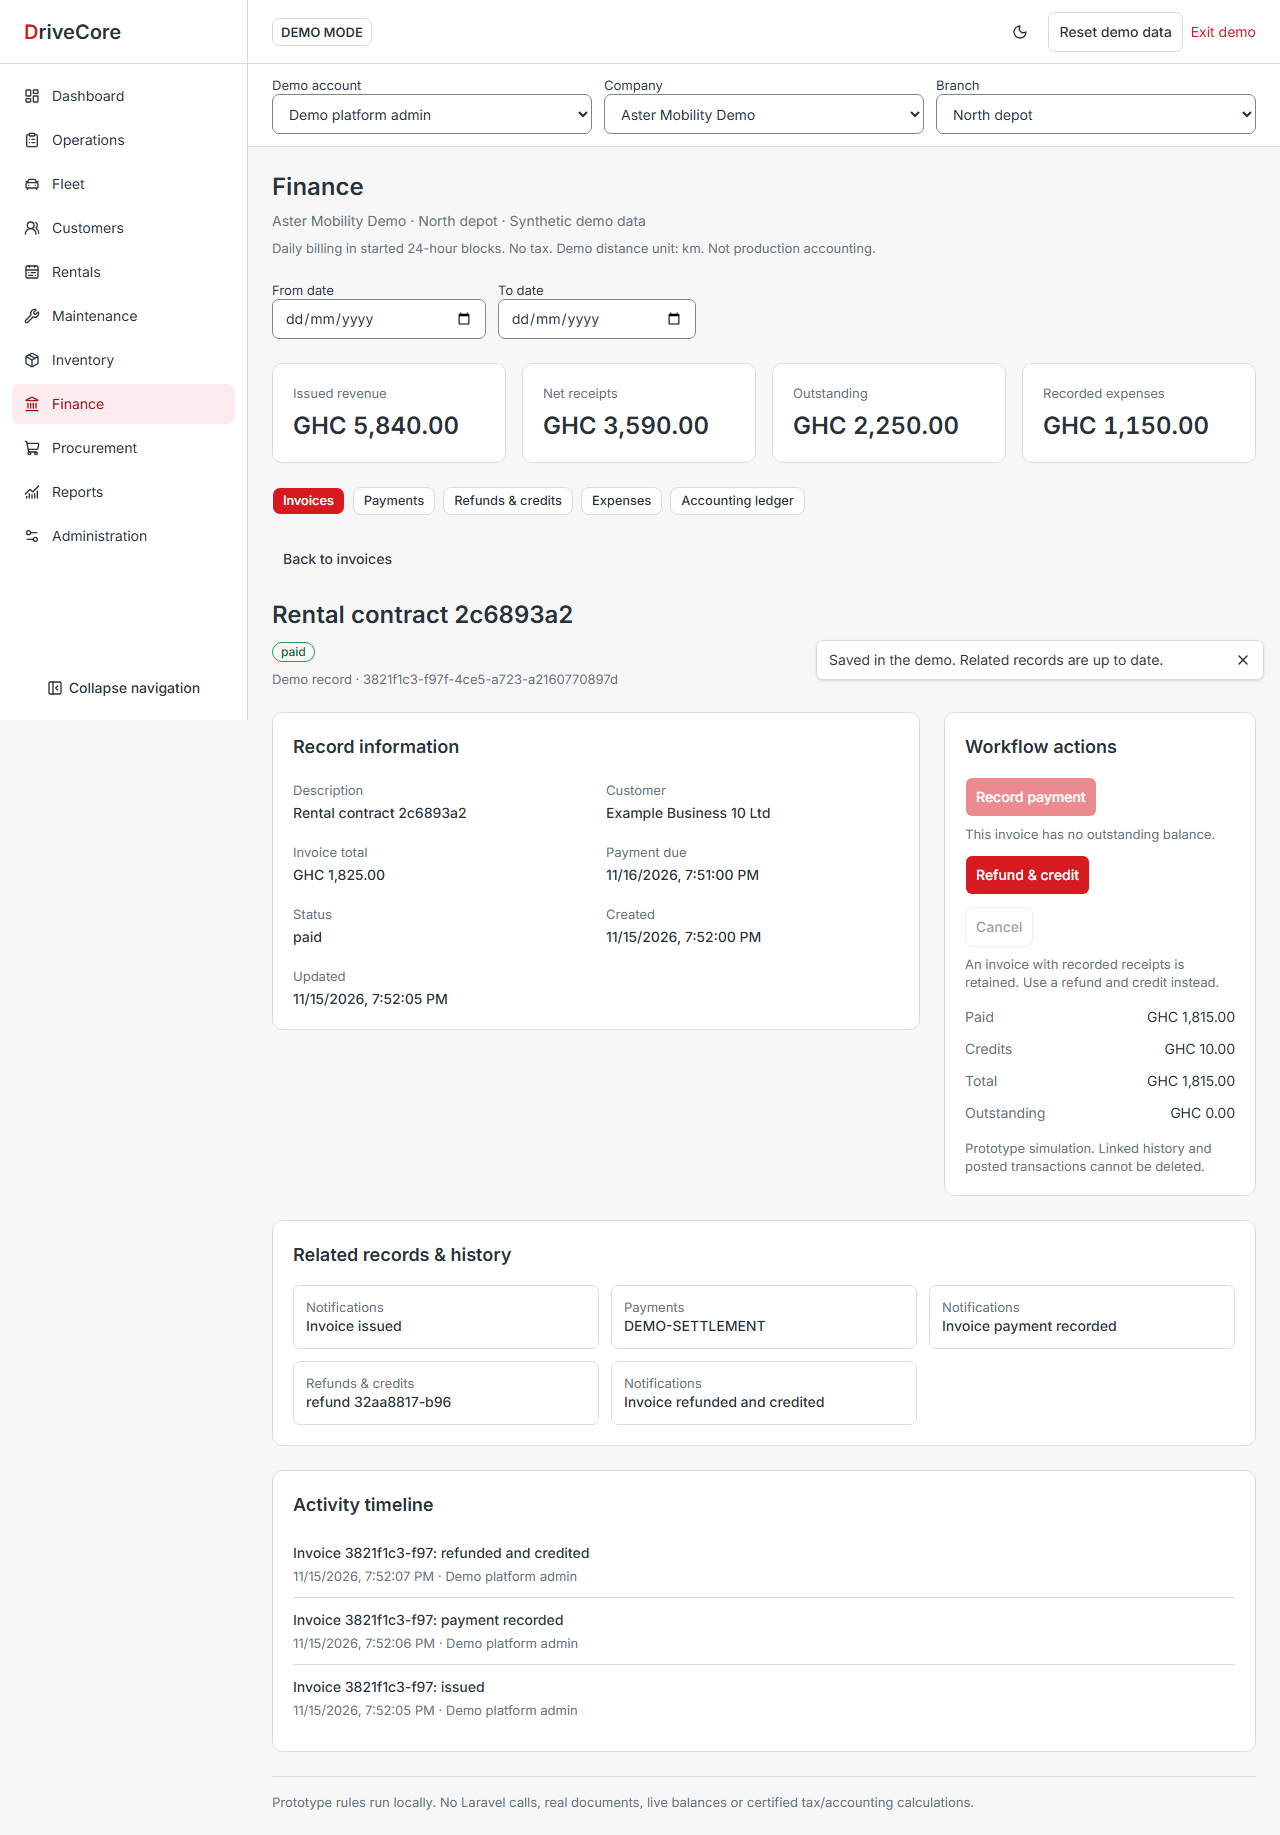 DriveCore
DEMO MODE
Reset demo data
Exit demo
Dashboard
Operations
Fleet
Customers
Rentals
Maintenance
Inventory
Finance
Procurement
Reports
Administration
Collapse navigation
Demo account
Demo platform admin
Company
Aster Mobility Demo
Branch
North depot
Finance
Aster Mobility Demo · North depot · Synthetic demo data
Daily billing in started 24-hour blocks. No tax. Demo distance unit: km. Not production accounting.
From date
dd/mm/yyyy
To date
dd/mm/yyyy
Issued revenue
GHC 5,840.00
Net receipts
GHC 3,590.00
Outstanding
GHC 2,250.00
Recorded expenses
GHC 1,150.00
Invoices
Payments
Refunds & credits
Expenses
Accounting ledger
Back to invoices
Rental contract 2c6893a2
paid
Demo record · 3821f1c3-f97f-4ce5-a723-a2160770897d
Saved in the demo. Related records are up to date.
Record information
Description
Rental contract 2c6893a2
Customer
Example Business 10 Ltd
Invoice total
GHC 1,825.00
Payment due
11/16/2026, 7:51:00 PM
Status
paid
Created
11/15/2026, 7:52:00 PM
Updated
11/15/2026, 7:52:05 PM
Workflow actions
Record payment
This invoice has no outstanding balance.
Refund & credit
Cancel
An invoice with recorded receipts is
retained. Use a refund and credit instead.
Paid GHC 1,815.00
Credits GHC 10.00
Total GHC 1,815.00
Outstanding GHC 0.00
Prototype simulation. Linked history and
posted transactions cannot be deleted.
Related records & history
Notifications
Invoice issued
Payments
DEMO-SETTLEMENT
Notifications
Invoice payment recorded
Refunds & credits
refund 32aa8817-b96
Notifications
Invoice refunded and credited
Activity timeline
Invoice 3821f1c3-f97: refunded and credited
11/15/2026, 7:52:07 PM · Demo platform admin
Invoice 3821f1c3-f97: payment recorded
11/15/2026, 7:52:06 PM · Demo platform admin
Invoice 3821f1c3-f97: issued
11/15/2026, 7:52:05 PM · Demo platform admin
Prototype rules run locally. No Laravel calls, real documents, live balances or certified tax/accounting calculations.